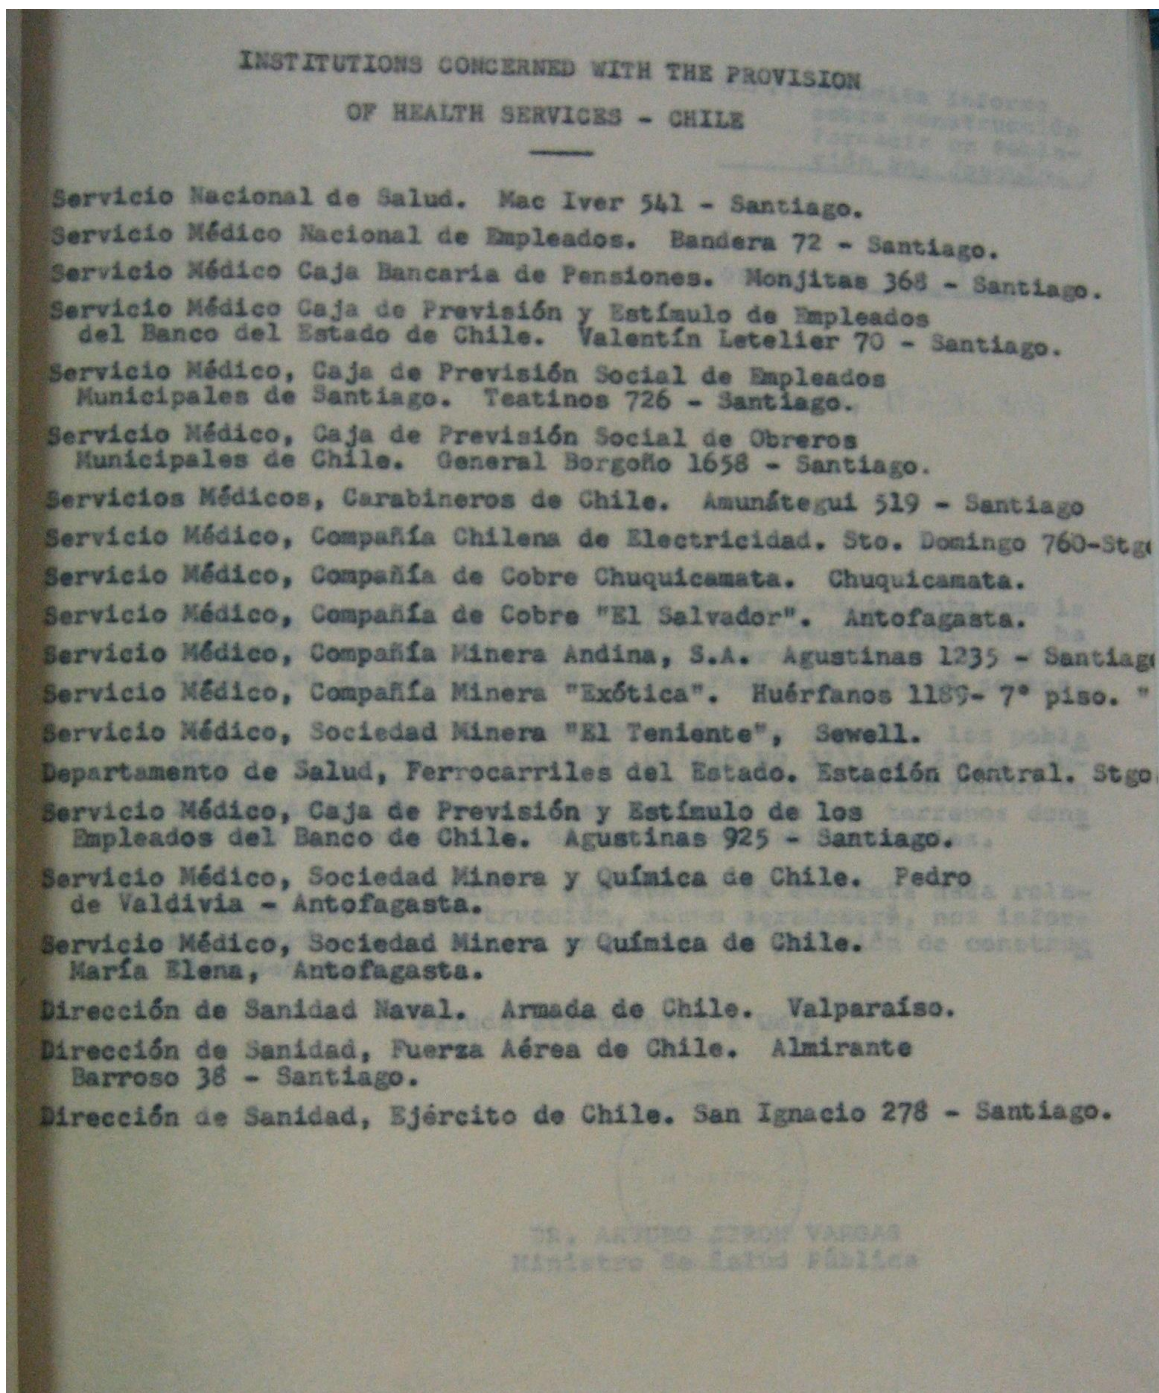 INSTITUTIONS CONCERNED WITH THE PROVISION
OF HEALTH SERVICES - CHILE
Servicio Nacional de Salud. Mac Iver 541 - Santiago.
Servicio Médico Nacional de Empleados. Bandera 72 - Santiago.
Servicio Médico Caja Bancaria de Pensiones. Monjitas 368 - Santiago.
Servicio Médico Caja de Previsión y Estímulo de Empleados
del Banco del Estado de Chile. Valentín Letelier 70 - Santiago.
Servicio Médico, Caja de Previsión Social de Empleados
Municipales de Santiago. Teatinos 726 - Santiago.
Servicio Médico, Caja de Previsión Social de Obreros
Municipales de Chile. General Borgoño 1658 - Santiago.
Servicios Médicos, Carabineros de Chile. Amunátegui 519 - Santiago
Servicio Médico, Compañía Chilena de Electricidad. Sto. Domingo 760-Stgo
Servicio Médico, Compañía de Cobre Chuquicamata. Chuquicamata.
Servicio Médico, Compañía de Cobre "El Salvador". Antofagasta.
Servicio Médico, Compañía Minera Andina, S.A. Agustinas 1235 - Santiago
Servicio Médico, Compañía Minera "Exótica". Huérfanos 1189- 7° piso. "
Servicio Médico, Sociedad Minera "El Teniente", Sewell.
Departamento de Salud, Ferrocarriles del Estado. Estación Central. Stgo.
Servicio Médico, Caja de Previsión y Estímulo de los
Empleados del Banco de Chile. Agustinas 925 - Santiago.
Servicio Médico, Sociedad Minera y Química de Chile. Pedro
de Valdivia - Antofagasta.
Servicio Médico, Sociedad Minera y Química de Chile.
María Elena, Antofagasta.
Dirección de Sanidad Naval. Armada de Chile. Valparaíso.
Dirección de Sanidad, Fuerza Aérea de Chile. Almirante
Barroso 38 - Santiago.
Dirección de Sanidad, Ejército de Chile. San Ignacio 278 - Santiago.
DR. ARTURO JIRON VARGAS
Ministro de Salud Pública